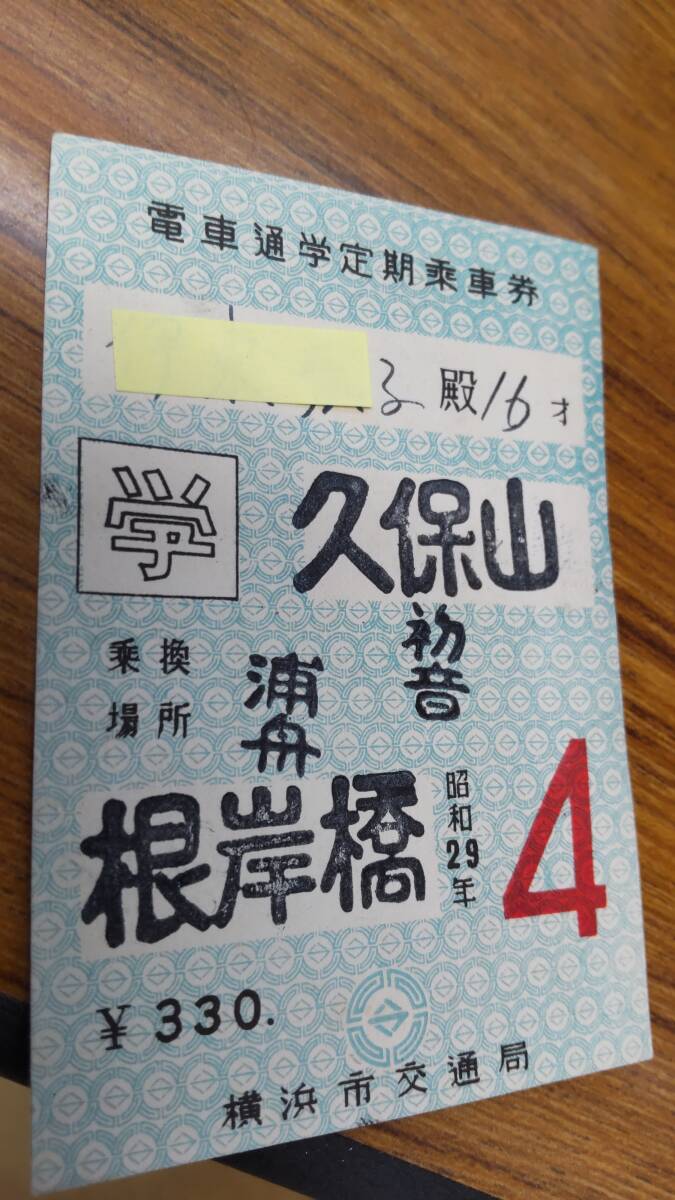 電車通学定期乗車券
殿16才
学
久保山
初音
乗換
場所
浦舟
根岸橋
昭和29年
4
¥330.
横浜市交通局